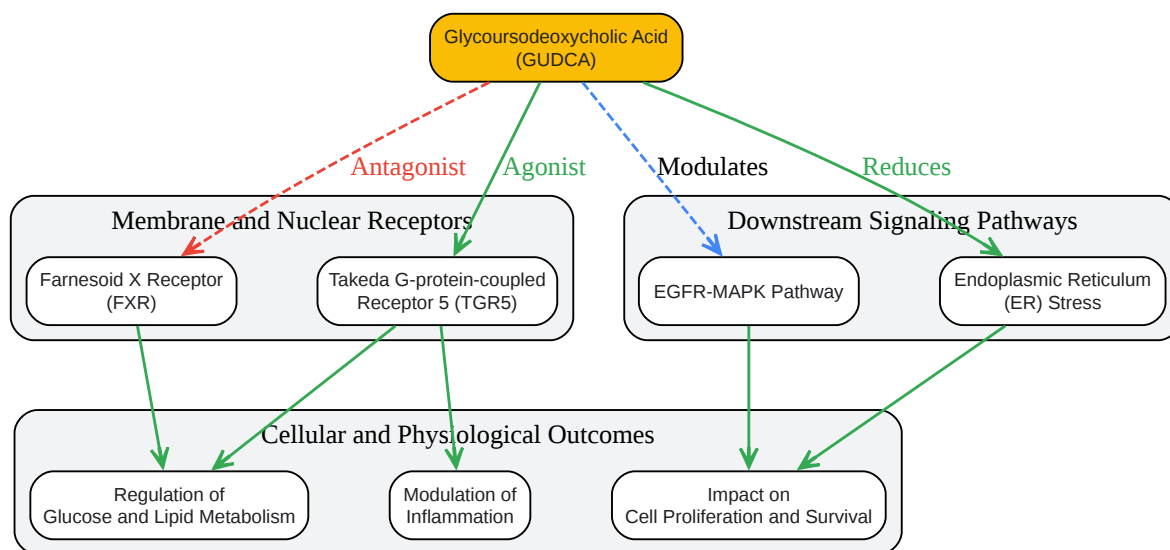 Glycoursodeoxycholic Acid
(GUDCA)
Antagonist
Agonist
Modulates
Reduces
Membrane and Nuclear Receptors
Downstream Signaling Pathways
Farnesoid X Receptor
(FXR)
Takeda G-protein-coupled
Receptor 5 (TGR5)
EGFR-MAPK Pathway
Endoplasmic Reticulum
(ER) Stress
Cellular and Physiological Outcomes
Regulation of
Glucose and Lipid Metabolism
Modulation of
Inflammation
Impact on
Cell Proliferation and Survival